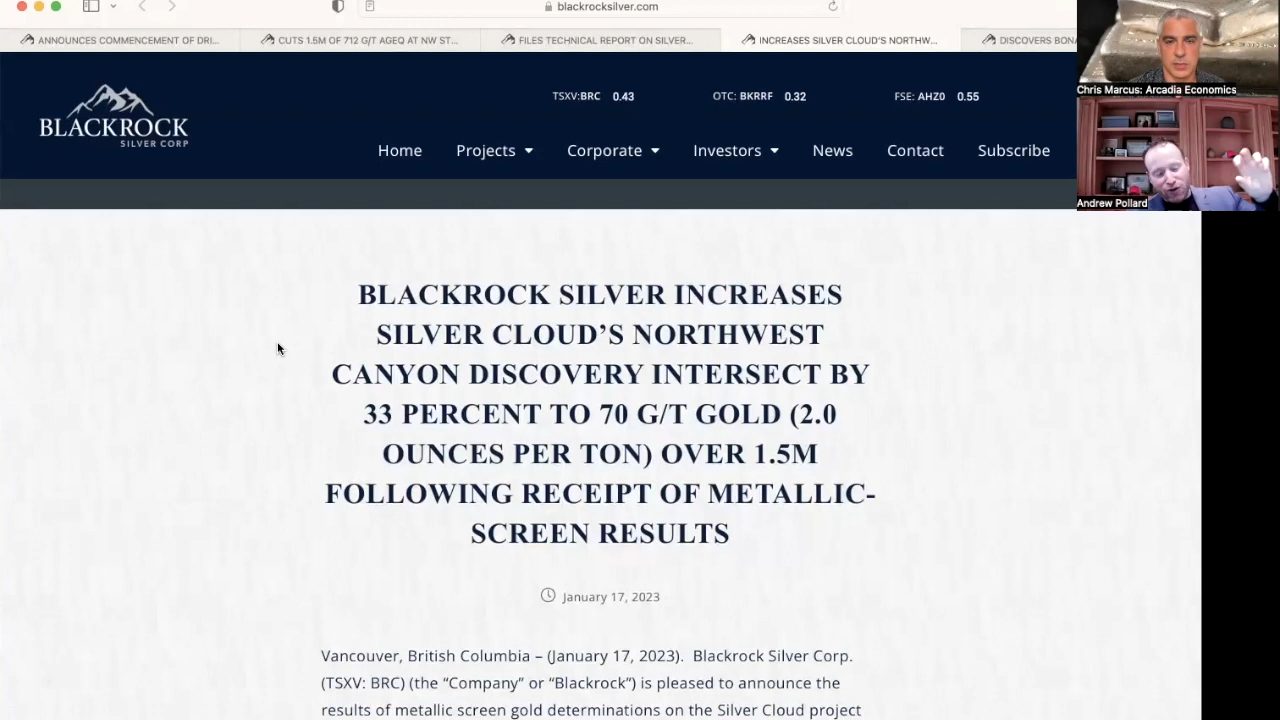 blackrocksilver.com
ANNOUNCES COMMENCEMENT OF DRI...
CUTS 1.5M OF 712 G/T AGEQ AT NW ST...
FILES TECHNICAL REPORT ON SILVER...
INCREASES SILVER CLOUD'S NORTHW...
DISCOVERS BONA
Chris Marcus: Arcadia Economics
BLACKROCK
SILVER CORP
TSXV:BRC 0.43
OTC: BKRRF 0.32
FSE: AHZ0 0.55
Home Projects Corporate Investors News Contact Subscribe
Andrew Pollard
BLACKROCK SILVER INCREASES
SILVER CLOUD’S NORTHWEST
CANYON DISCOVERY INTERSECT BY
33 PERCENT TO 70 G/T GOLD (2.0
OUNCES PER TON) OVER 1.5M
FOLLOWING RECEIPT OF METALLIC-
SCREEN RESULTS
January 17, 2023
Vancouver, British Columbia – (January 17, 2023).  Blackrock Silver Corp.
(TSXV: BRC) (the “Company” or “Blackrock”) is pleased to announce the
results of metallic screen gold determinations on the Silver Cloud project